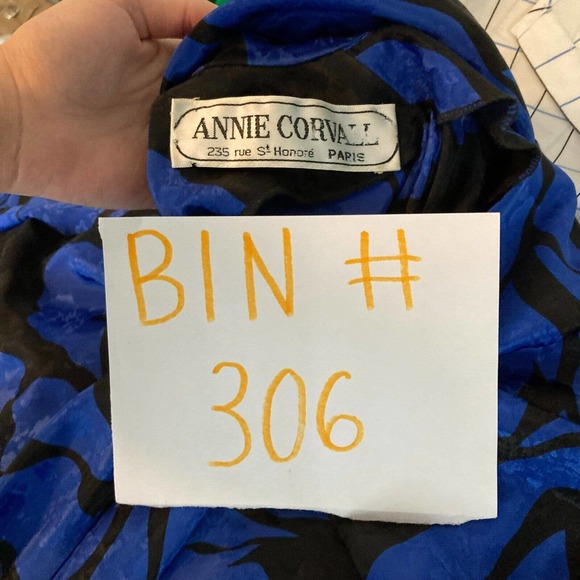 ANNIE CORVALL
235 rue St Honoré PARIS
BIN #
306